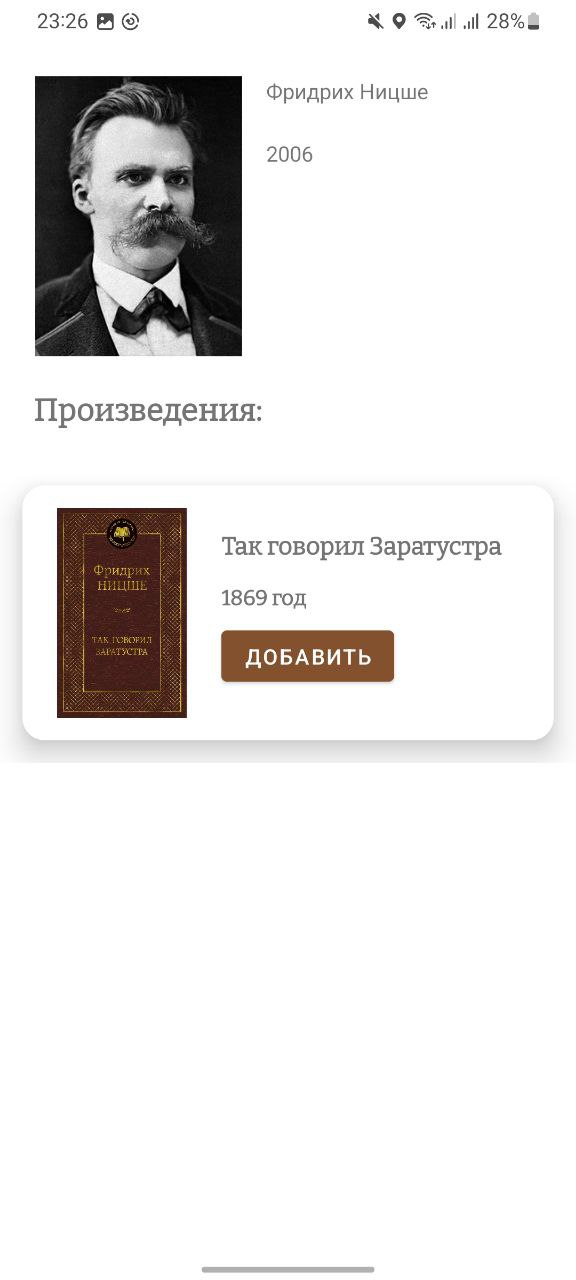 23:26
28%
Фридрих Ницше
2006
Произведения:
Фридрих
НИЦШЕ
ТАК ГОВОРИЛ
ЗАРАТУСТРА
Так говорил Заратустра
1869 год
ДОБАВИТЬ